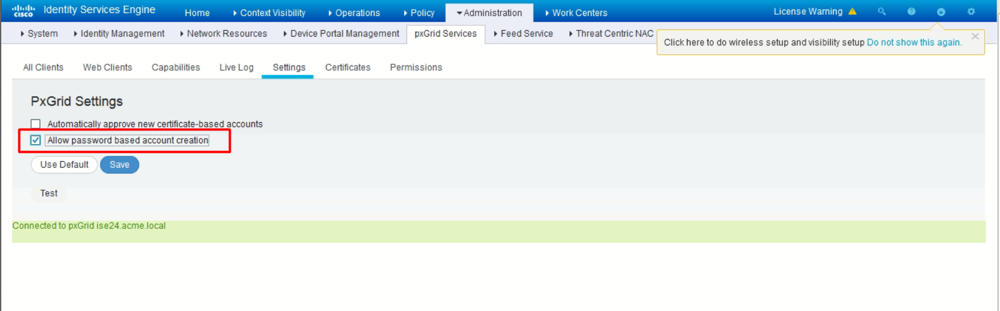 cisco Identity Services Engine Home Context Visibility Operations Policy Administration Work Centers License Warning
System Identity Management Network Resources Device Portal Management pxGrid Services Feed Service Threat Centric NAC
Click here to do wireless setup and visibility setup Do not show this again.
All Clients Web Clients Capabilities Live Log Settings Certificates Permissions
PxGrid Settings
Automatically approve new certificate-based accounts
Allow password based account creation
Use Default Save
Test
Connected to pxGrid ise24.acme.local